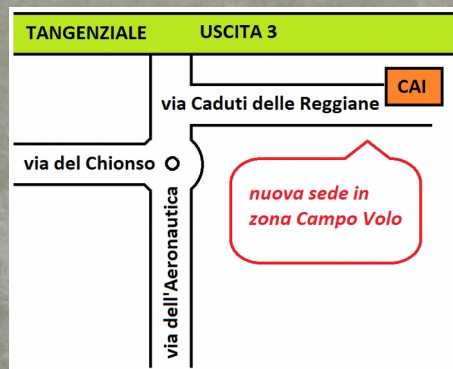 TANGENZIALE USCITA 3
CAI
via Caduti delle Reggiane
via del Chionso
nuova sede in
zona Campo Volo
via dell'Aeronautica